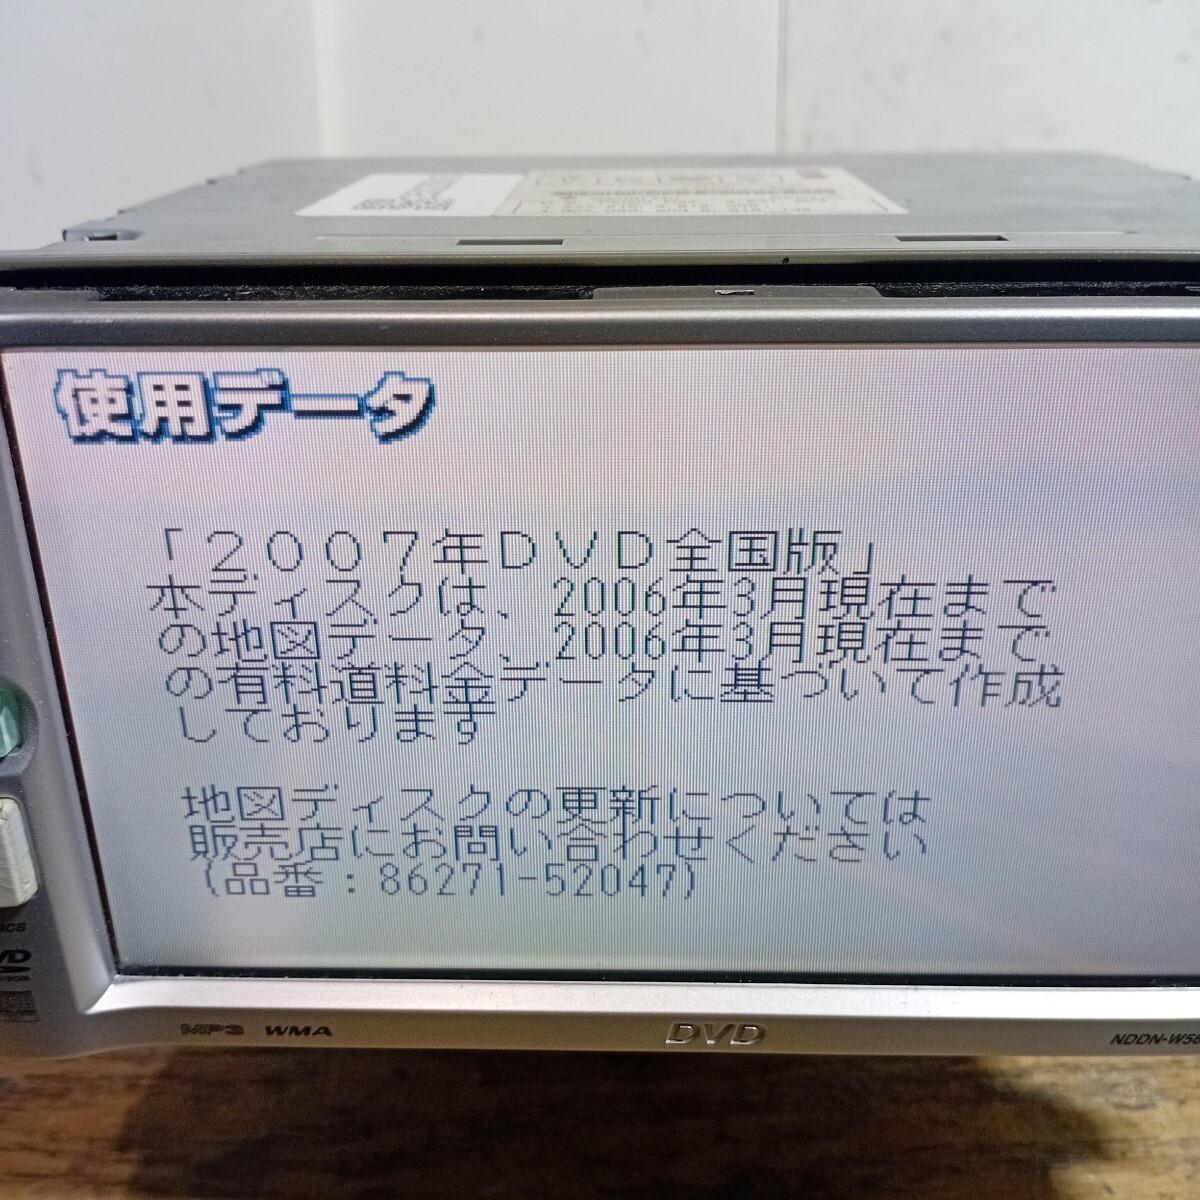 使用データ
「２００７年ＤＶＤ全国版」
本ディスクは、2006年3月現在まで
の地図データ、2006年3月現在まで
の有料道料金データに基づいて作成
しております
地図ディスクの更新については
販売店にお問い合わせください
(品番：86271-52047)
MP3 WMA
DVD
NDDN-W56